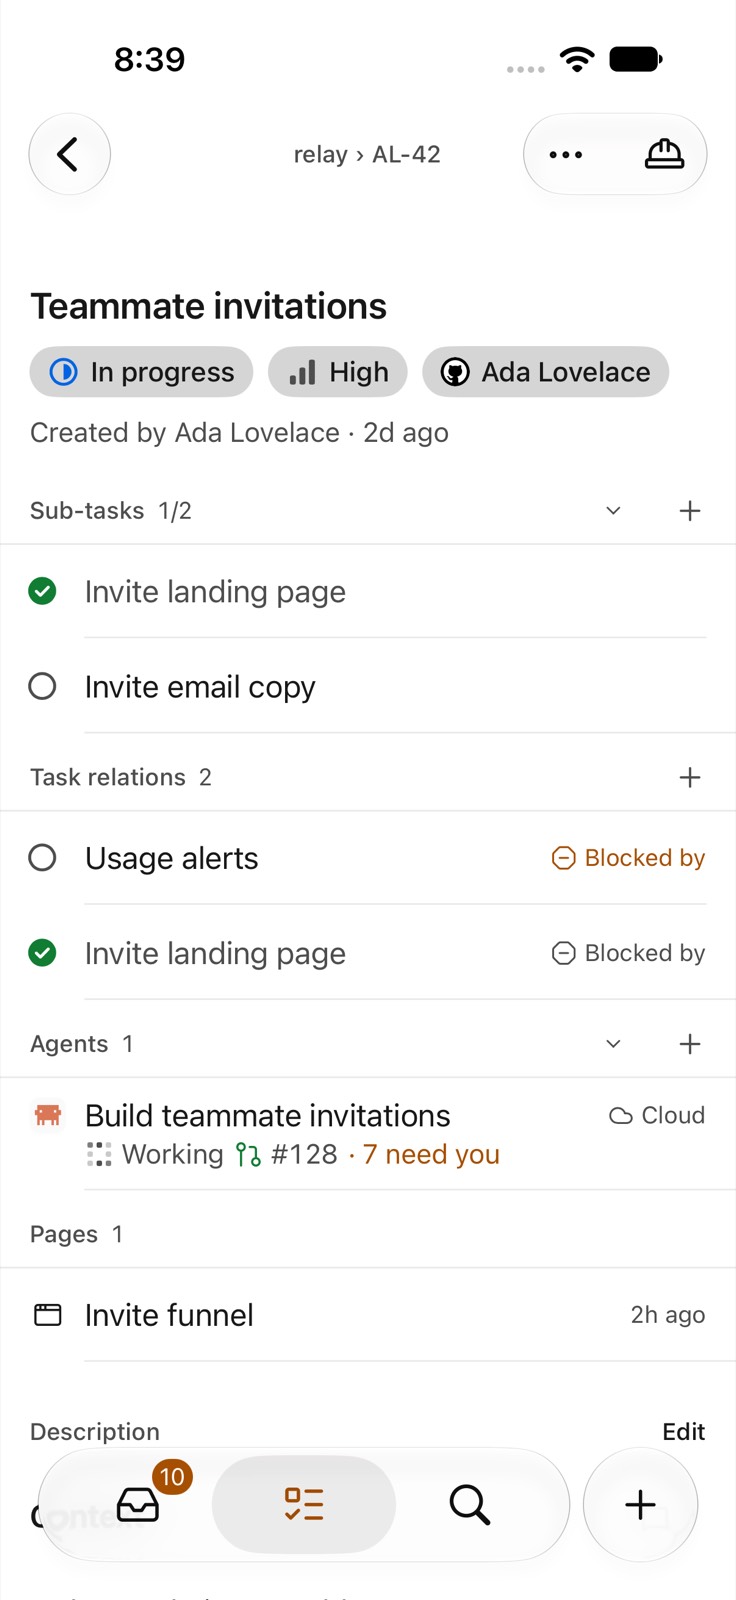 8:39
relay › AL-42
Teammate invitations
In progress
High
Ada Lovelace
Created by Ada Lovelace · 2d ago
Sub-tasks 1/2
Invite landing page
Invite email copy
Task relations 2
Usage alerts
Blocked by
Invite landing page
Blocked by
Agents 1
Build teammate invitations
Cloud
Working #128 · 7 need you
Pages 1
Invite funnel
2h ago
Description
Edit
10